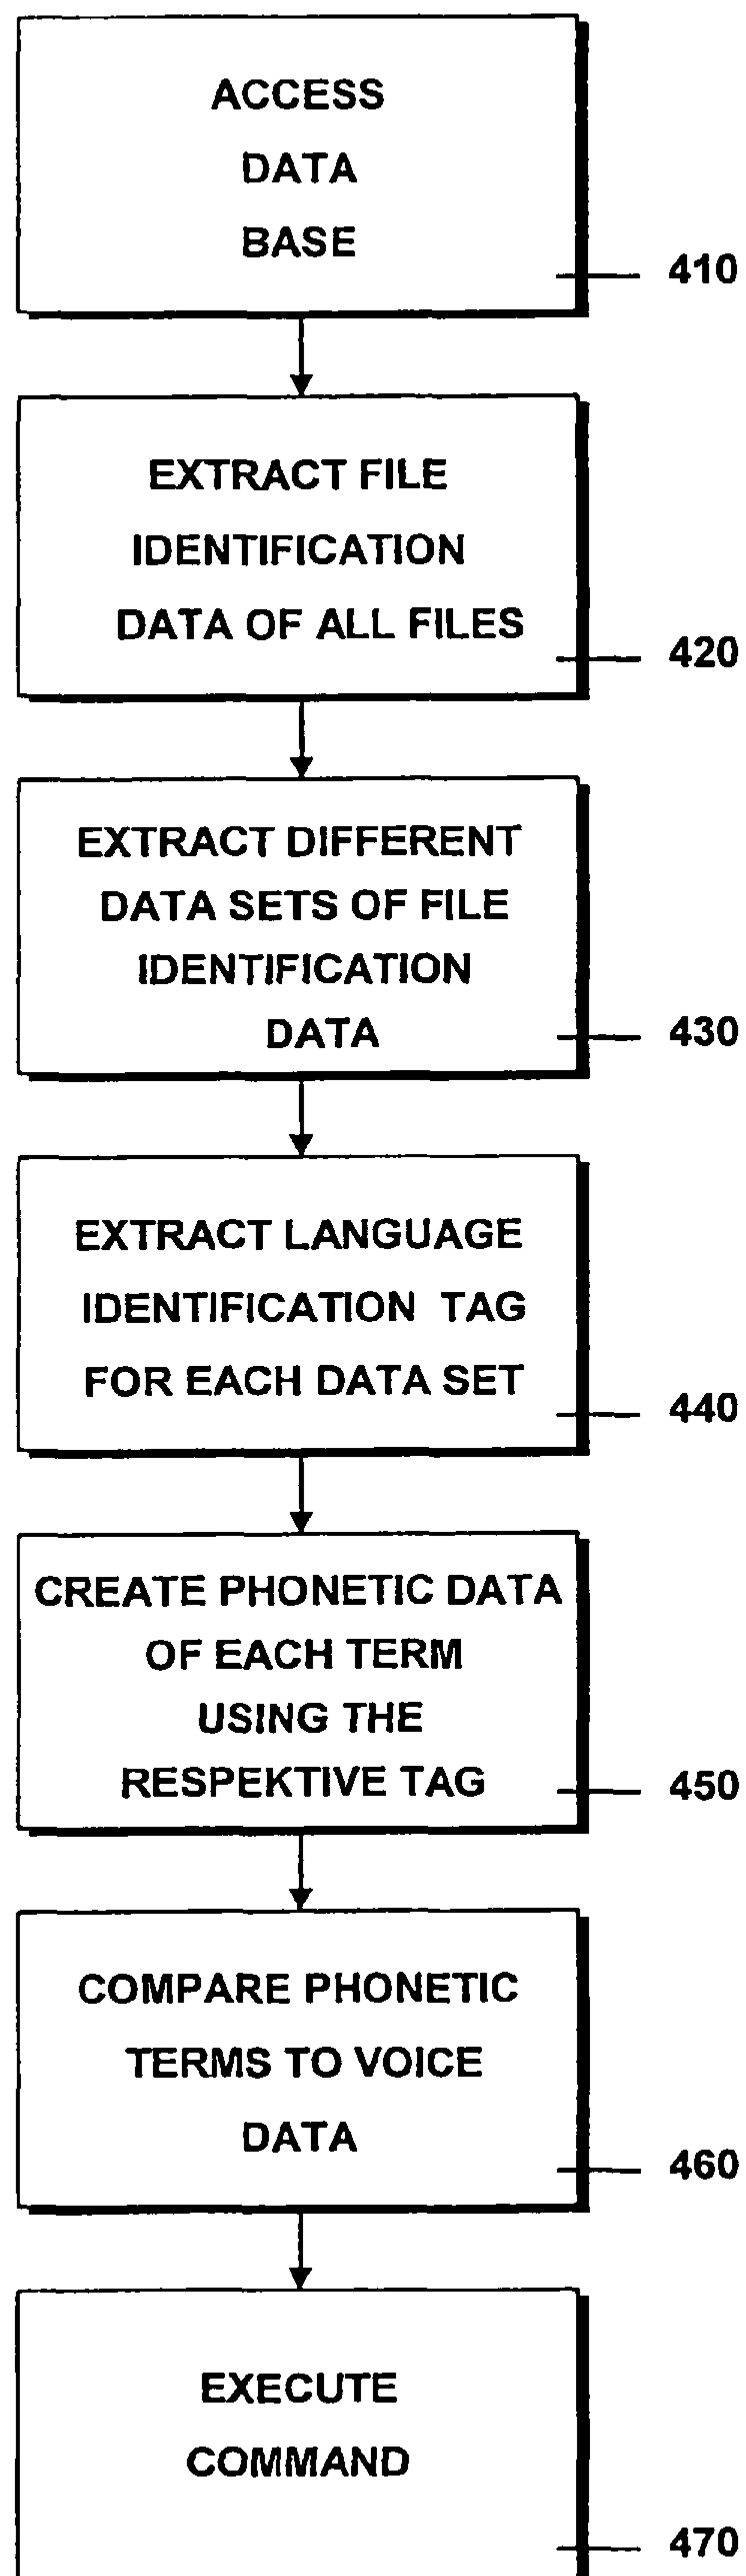 ACCESS
DATA
BASE
410
EXTRACT FILE
IDENTIFICATION
DATA OF ALL FILES
420
EXTRACT DIFFERENT
DATA SETS OF FILE
IDENTIFICATION
DATA
430
EXTRACT LANGUAGE
IDENTIFICATION TAG
FOR EACH DATA SET
440
CREATE PHONETIC DATA
OF EACH TERM
USING THE
RESPEKTIVE TAG
450
COMPARE PHONETIC
TERMS TO VOICE
DATA
460
EXECUTE
COMMAND
470